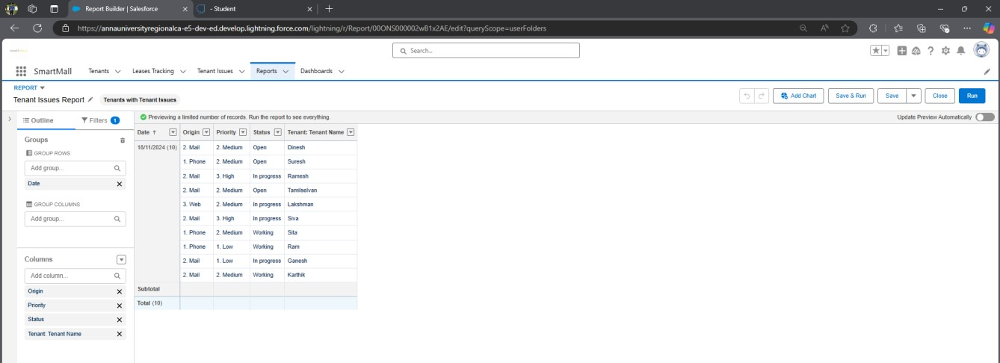 Report Builder | Salesforce
- Student
https://annauniversityregionalca-e5-dev-ed.develop.lightning.force.com/lightning/r/Report/00ONS000002wB1x2AE/edit?queryScope=userFolders
Search...
SmartMall Tenants Leases Tracking Tenant Issues Reports Dashboards
REPORT
Tenant Issues Report Tenants with Tenant Issues
Add Chart Save & Run Save Close Run
Outline Filters 1
Previewing a limited number of records. Run the report to see everything.
Update Preview Automatically
Groups
GROUP ROWS
Add group...
Date
GROUP COLUMNS
Add group...
Columns
Add column...
Origin
Priority
Status
Tenant: Tenant Name
Date Origin Priority Status Tenant: Tenant Name
18/11/2024 (10) 2. Mail 2. Medium Open Dinesh
1. Phone 2. Medium Open Suresh
2. Mail 3. High In progress Ramesh
2. Mail 2. Medium Open Tamilselvan
3. Web 2. Medium In progress Lakshman
2. Mail 3. High In progress Siva
1. Phone 2. Medium Working Sita
1. Phone 1. Low Working Ram
2. Mail 1. Low In progress Ganesh
2. Mail 2. Medium Working Karthik
Subtotal
Total (10)